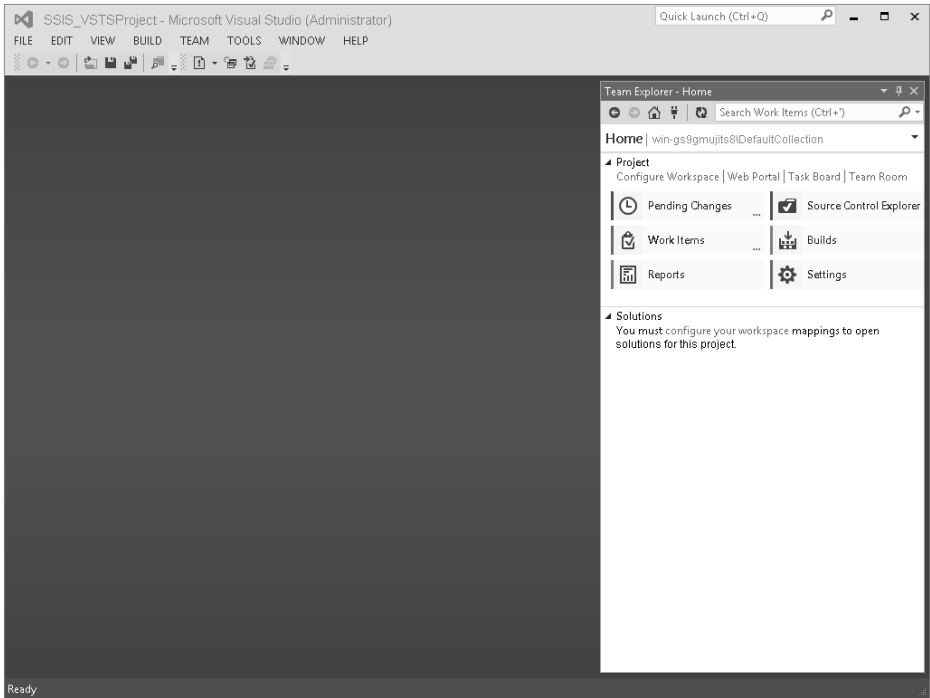 SSIS_VSTSProject - Microsoft Visual Studio (Administrator)
Quick Launch (Ctrl+Q)
FILE EDIT VIEW BUILD TEAM TOOLS WINDOW HELP
Team Explorer - Home
Search Work Items (Ctrl+')
Home | win-gs9gmujits8\DefaultCollection
Project
Configure Workspace | Web Portal | Task Board | Team Room
Pending Changes ... Source Control Explorer
Work Items ... Builds
Reports Settings
Solutions
You must configure your workspace mappings to open
solutions for this project.
Ready